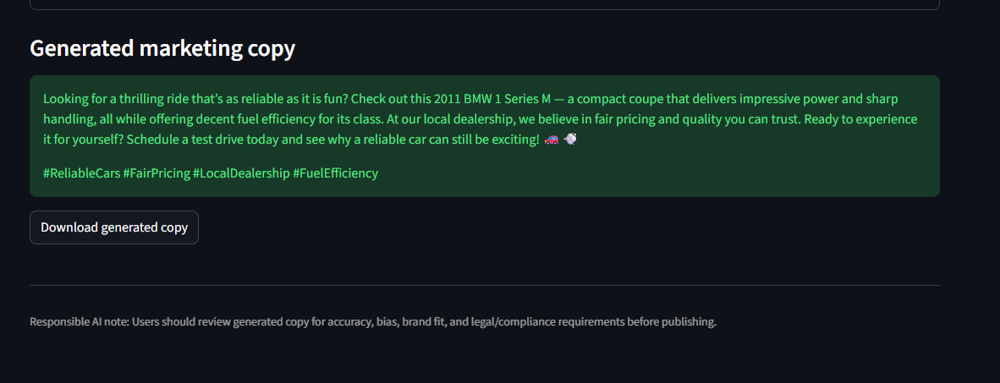 Generated marketing copy
Looking for a thrilling ride that’s as reliable as it is fun? Check out this 2011 BMW 1 Series M — a compact coupe that delivers impressive power and sharp
handling, all while offering decent fuel efficiency for its class. At our local dealership, we believe in fair pricing and quality you can trust. Ready to experience
it for yourself? Schedule a test drive today and see why a reliable car can still be exciting! 🚗 💨
#ReliableCars #FairPricing #LocalDealership #FuelEfficiency
Download generated copy
Responsible AI note: Users should review generated copy for accuracy, bias, brand fit, and legal/compliance requirements before publishing.